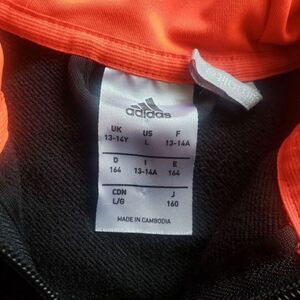 adidas
UK US F
13-14Y L 13-14A
D I E
164 13-14A 164
CDN J
L/G 160
MADE IN CAMBODIA